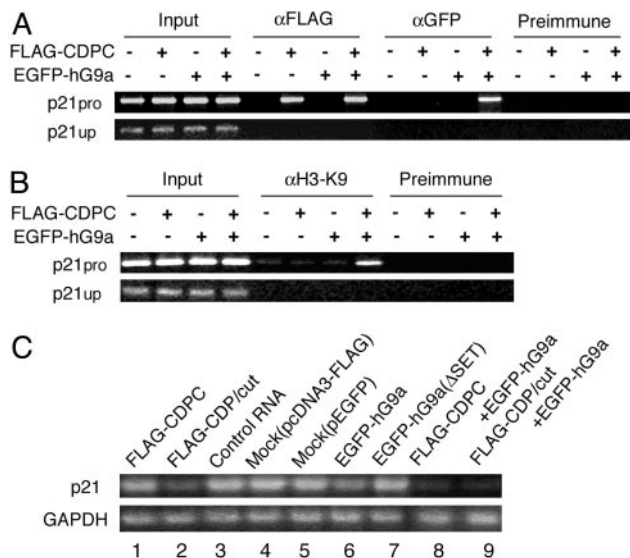 A
Input αFLAG αGFP Preimmune
FLAG-CDPC - + - + - + - + - + - + - + - +
EGFP-hG9a - - + + - - + + - - + + - - + +
p21pro
p21up
B
Input αH3-K9 Preimmune
FLAG-CDPC - + - + - + - + - + - +
EGFP-hG9a - - + + - - + + - - + +
p21pro
p21up
C
FLAG-CDPC
FLAG-CDP/cut
Control RNA
Mock(pcDNA3-FLAG)
Mock(pEGFP)
EGFP-hG9a
EGFP-hG9a(ΔSET)
FLAG-CDPC
+EGFP-hG9a
FLAG-CDP/cut
+EGFP-hG9a
p21
GAPDH
1 2 3 4 5 6 7 8 9